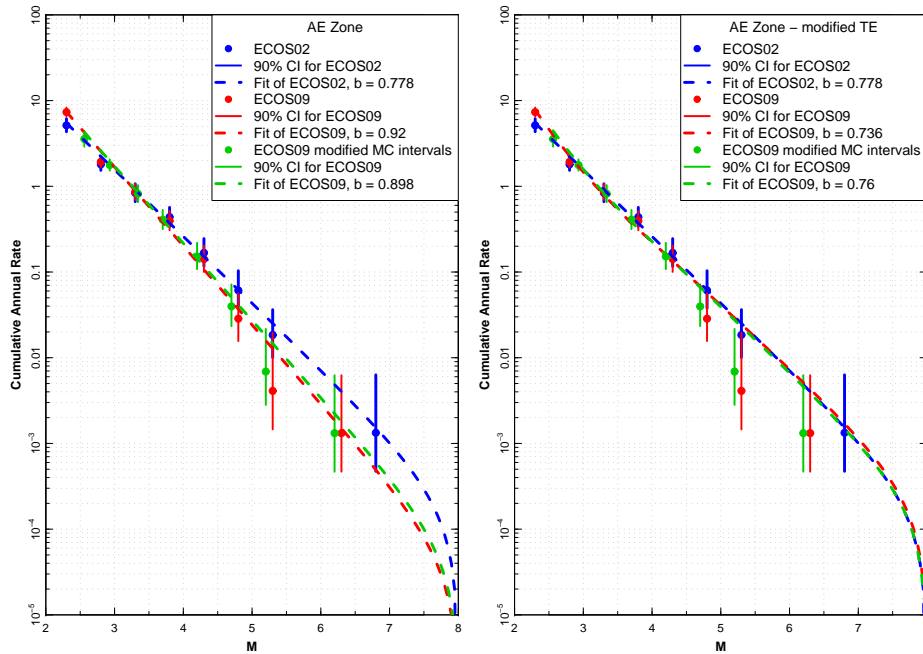 AE Zone
ECOS02
90% CI for ECOS02
Fit of ECOS02, b = 0.778
ECOS09
90% CI for ECOS09
Fit of ECOS09, b = 0.92
ECOS09 modified MC intervals
90% CI for ECOS09
Fit of ECOS09, b = 0.898
Cumulative Annual Rate
100
10
1
0.1
0.01
10⁻³
10⁻⁴
10⁻⁵
2 3 4 5 6 7 8
M
AE Zone − modified TE
ECOS02
90% CI for ECOS02
Fit of ECOS02, b = 0.778
ECOS09
90% CI for ECOS09
Fit of ECOS09, b = 0.736
ECOS09 modified MC intervals
90% CI for ECOS09
Fit of ECOS09, b = 0.76
Cumulative Annual Rate
100
10
1
0.1
0.01
10⁻³
10⁻⁴
10⁻⁵
2 3 4 5 6 7
M